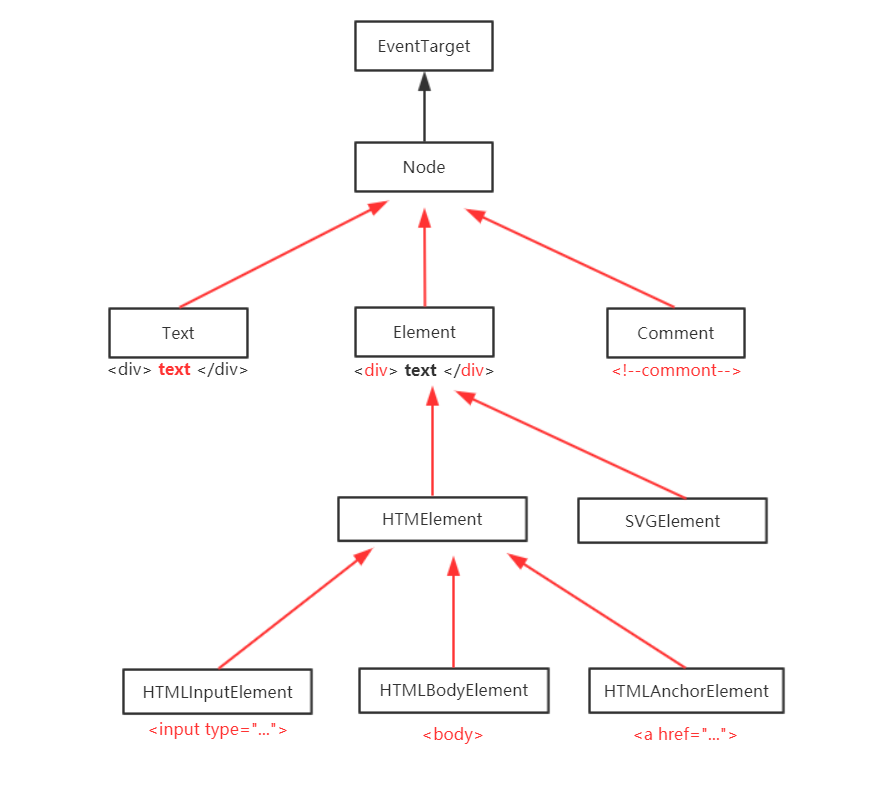 EventTarget
Node
Text
Element
Comment
<div> text </div>
<div> text </div>
<!--commont-->
HTMElement
SVGElement
HTMLInputElement
HTMLBodyElement
HTMLAnchorElement
<input type="...">
<body>
<a href="...">